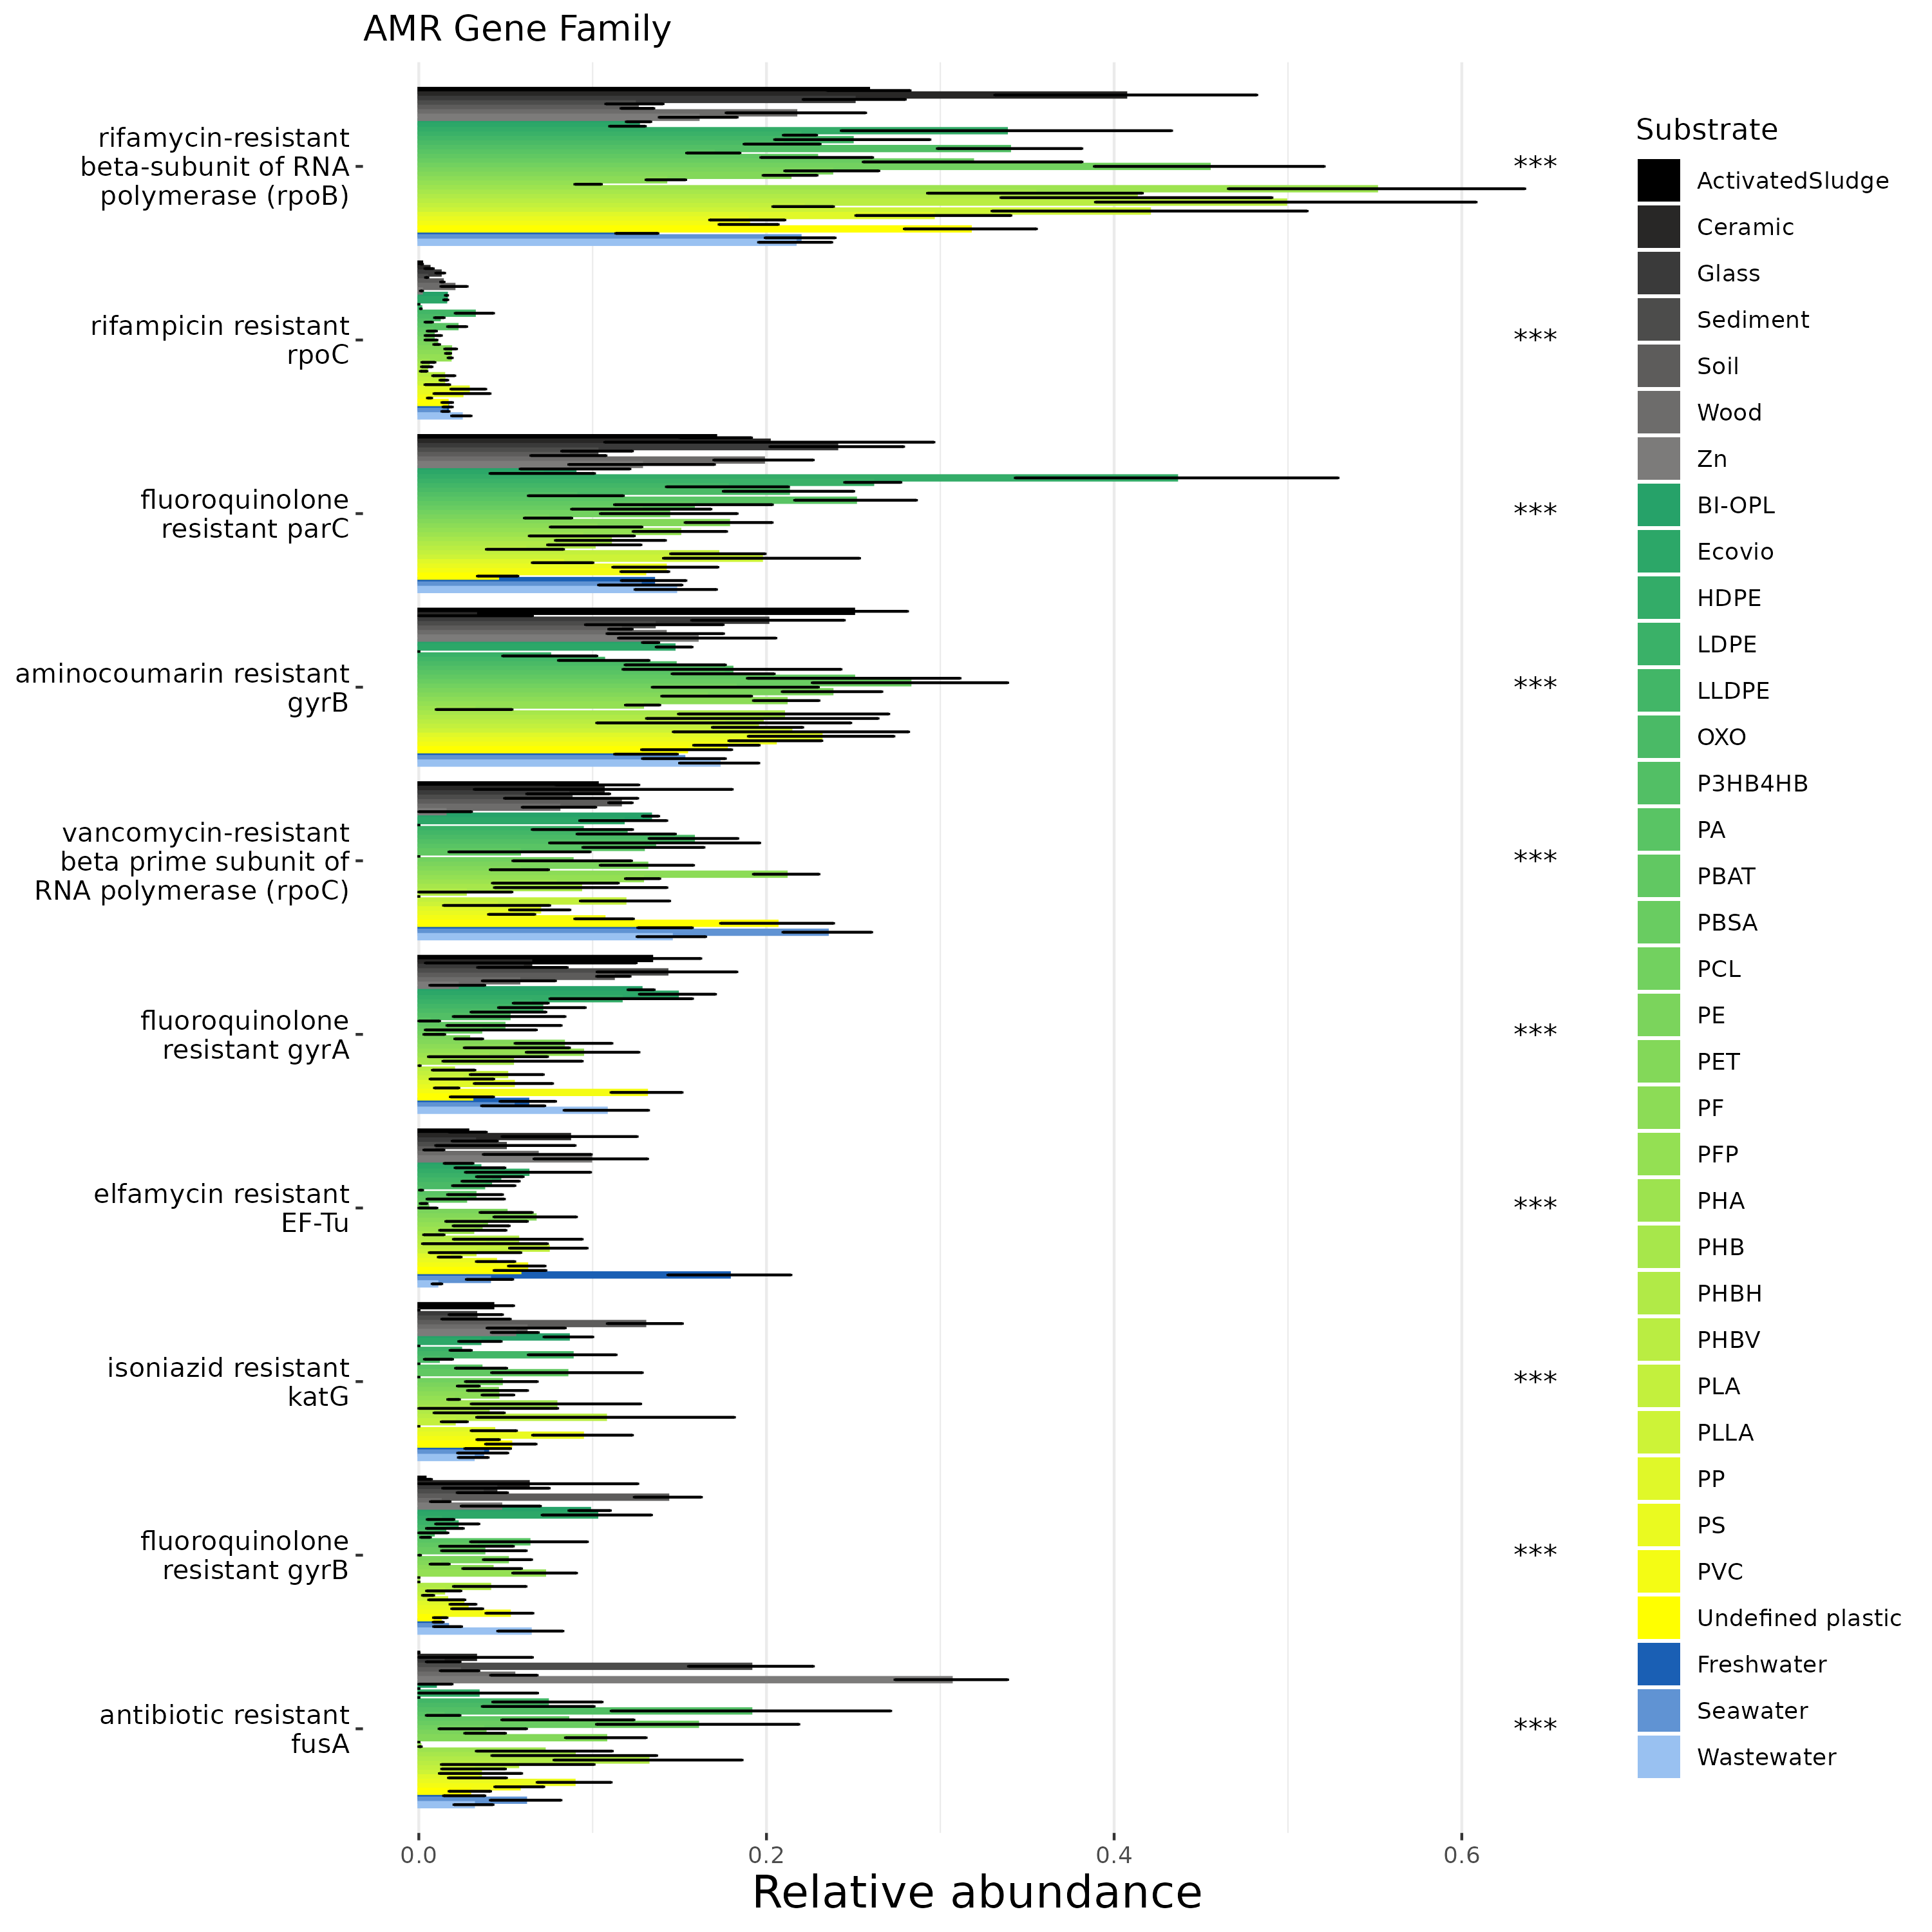 AMR Gene Family
rifamycin-resistant
beta-subunit of RNA
polymerase (rpoB)
***
rifampicin resistant
rpoC
***
fluoroquinolone
resistant parC
***
aminocoumarin resistant
gyrB
***
vancomycin-resistant
beta prime subunit of
RNA polymerase (rpoC)
***
fluoroquinolone
resistant gyrA
***
elfamycin resistant
EF-Tu
***
isoniazid resistant
katG
***
fluoroquinolone
resistant gyrB
***
antibiotic resistant
fusA
***
0.0 0.2 0.4 0.6
Relative abundance
Substrate
ActivatedSludge
Ceramic
Glass
Sediment
Soil
Wood
Zn
BI-OPL
Ecovio
HDPE
LDPE
LLDPE
OXO
P3HB4HB
PA
PBAT
PBSA
PCL
PE
PET
PF
PFP
PHA
PHB
PHBH
PHBV
PLA
PLLA
PP
PS
PVC
Undefined plastic
Freshwater
Seawater
Wastewater